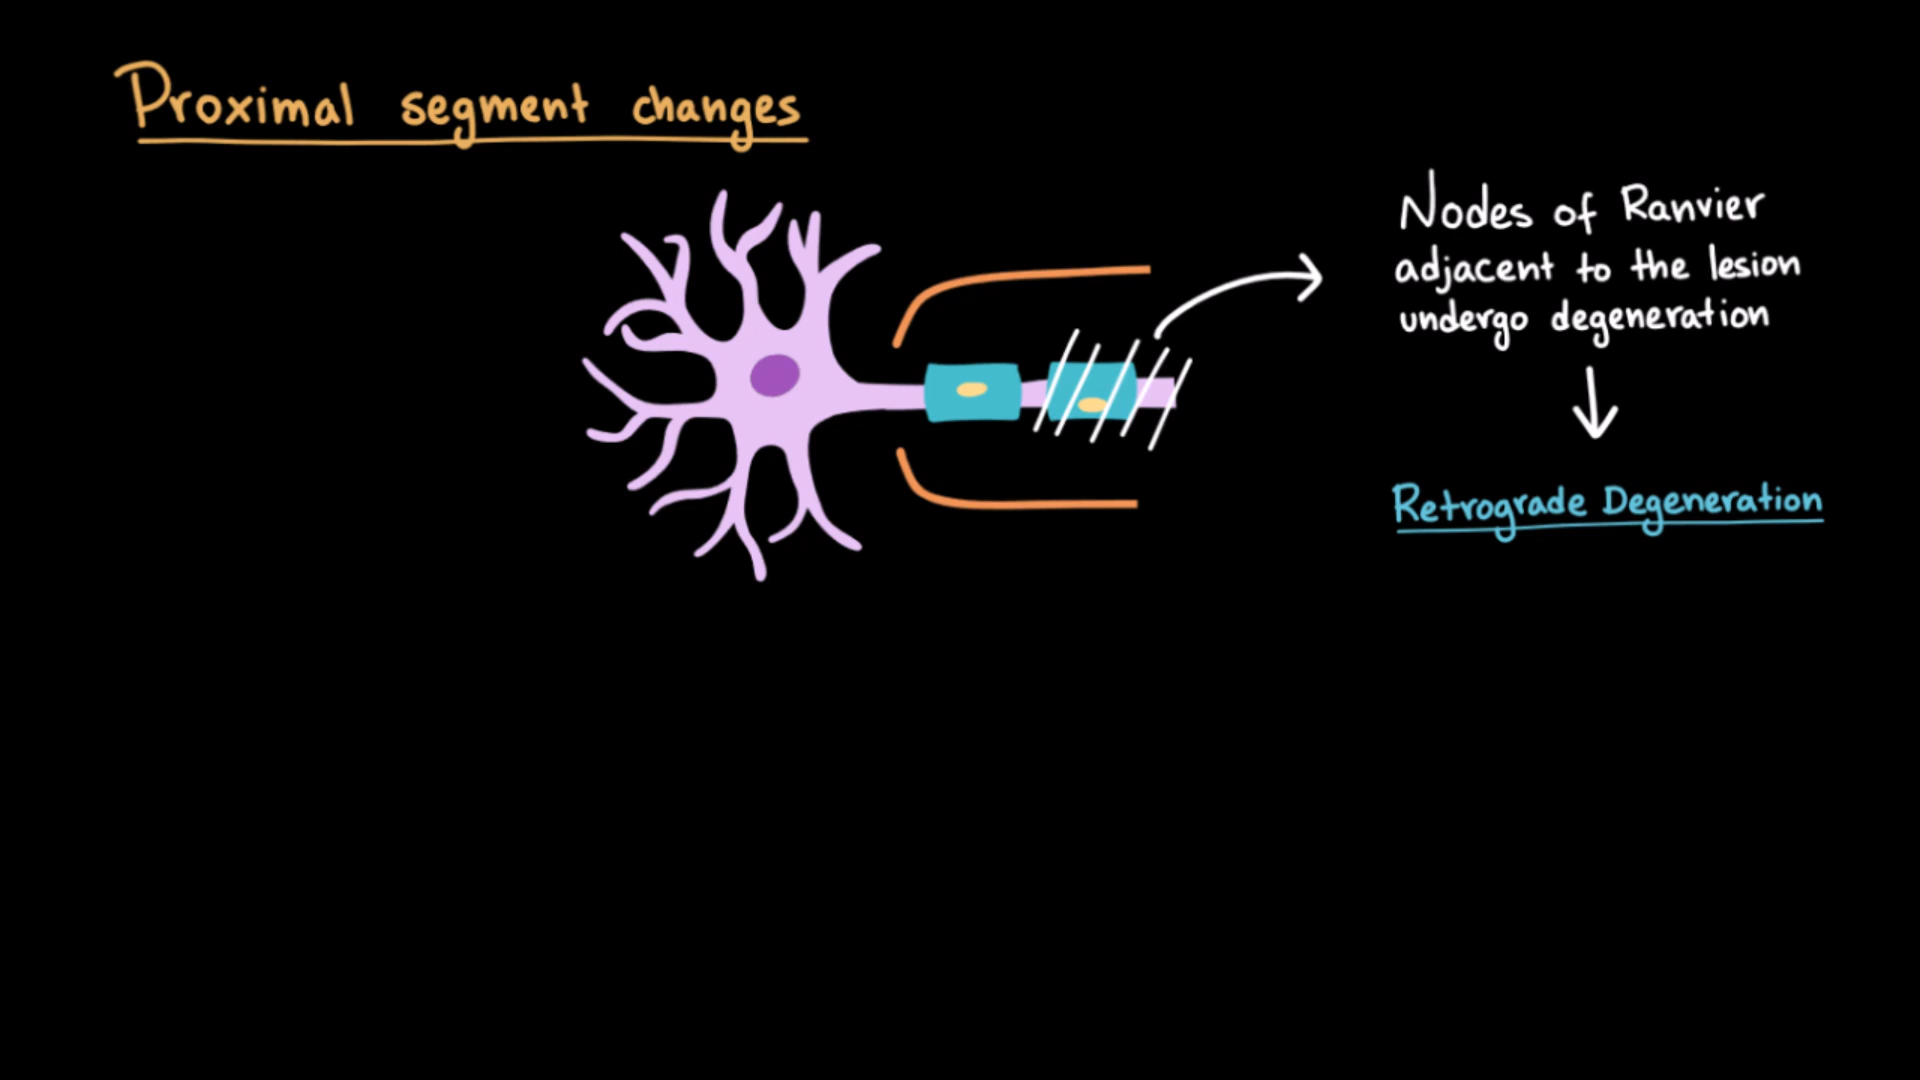 Proximal segment changes
Nodes of Ranvier
adjacent to the lesion
undergo degeneration
Retrograde Degeneration